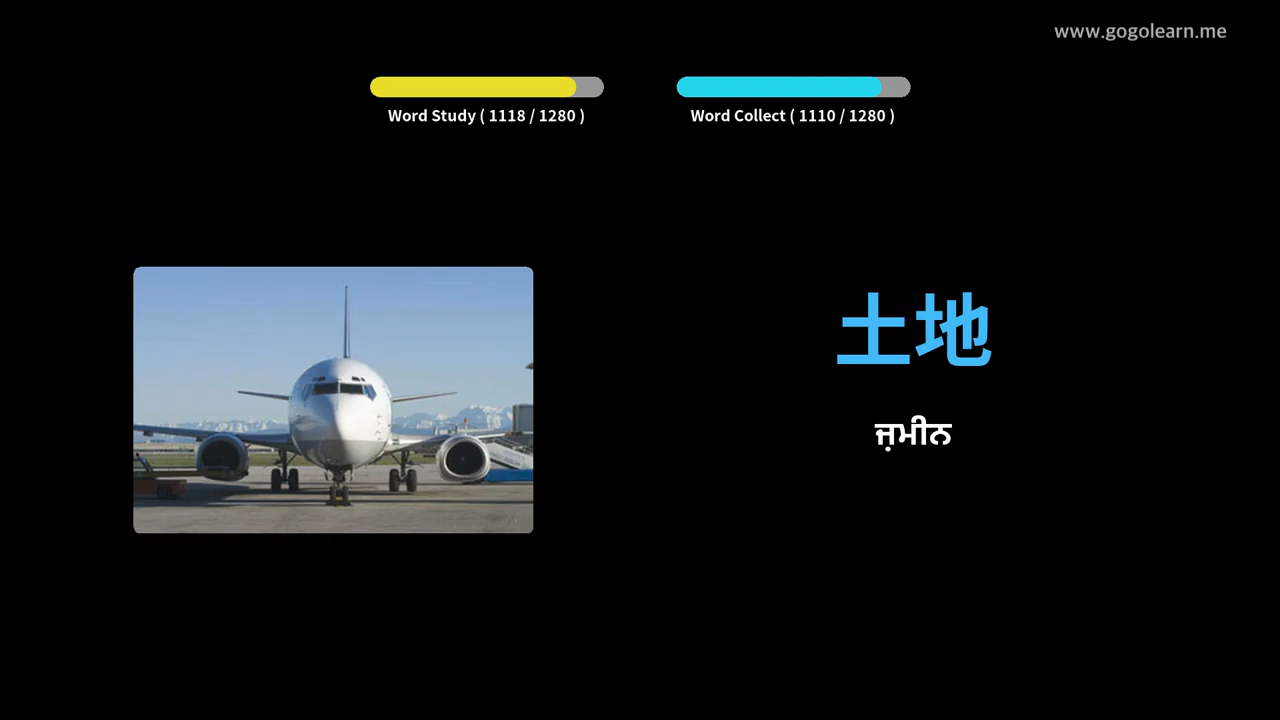 www.gogolearn.me
Word Study ( 1118 / 1280 )
Word Collect ( 1110 / 1280 )
土地
ਜ਼ਮੀਨ